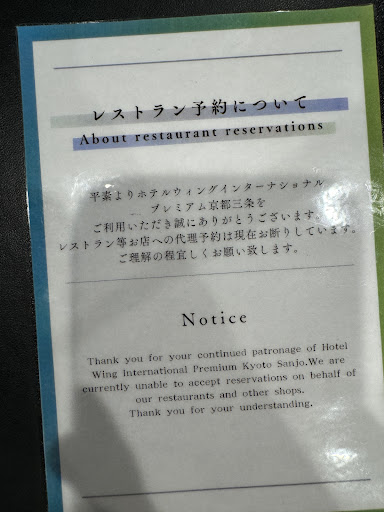 レストラン予約について
About restaurant reservations
平素よりホテルウィングインターナショナル
プレミアム京都三条を
ご利用いただき誠にありがとうございます。
レストラン等お店への代理予約は現在お断りしています。
ご理解の程宜しくお願い致します。
Notice
Thank you for your continued patronage of Hotel
Wing International Premium Kyoto Sanjo.We are
currently unable to accept reservations on behalf of
our restaurants and other shops.
Thank you for your understanding.